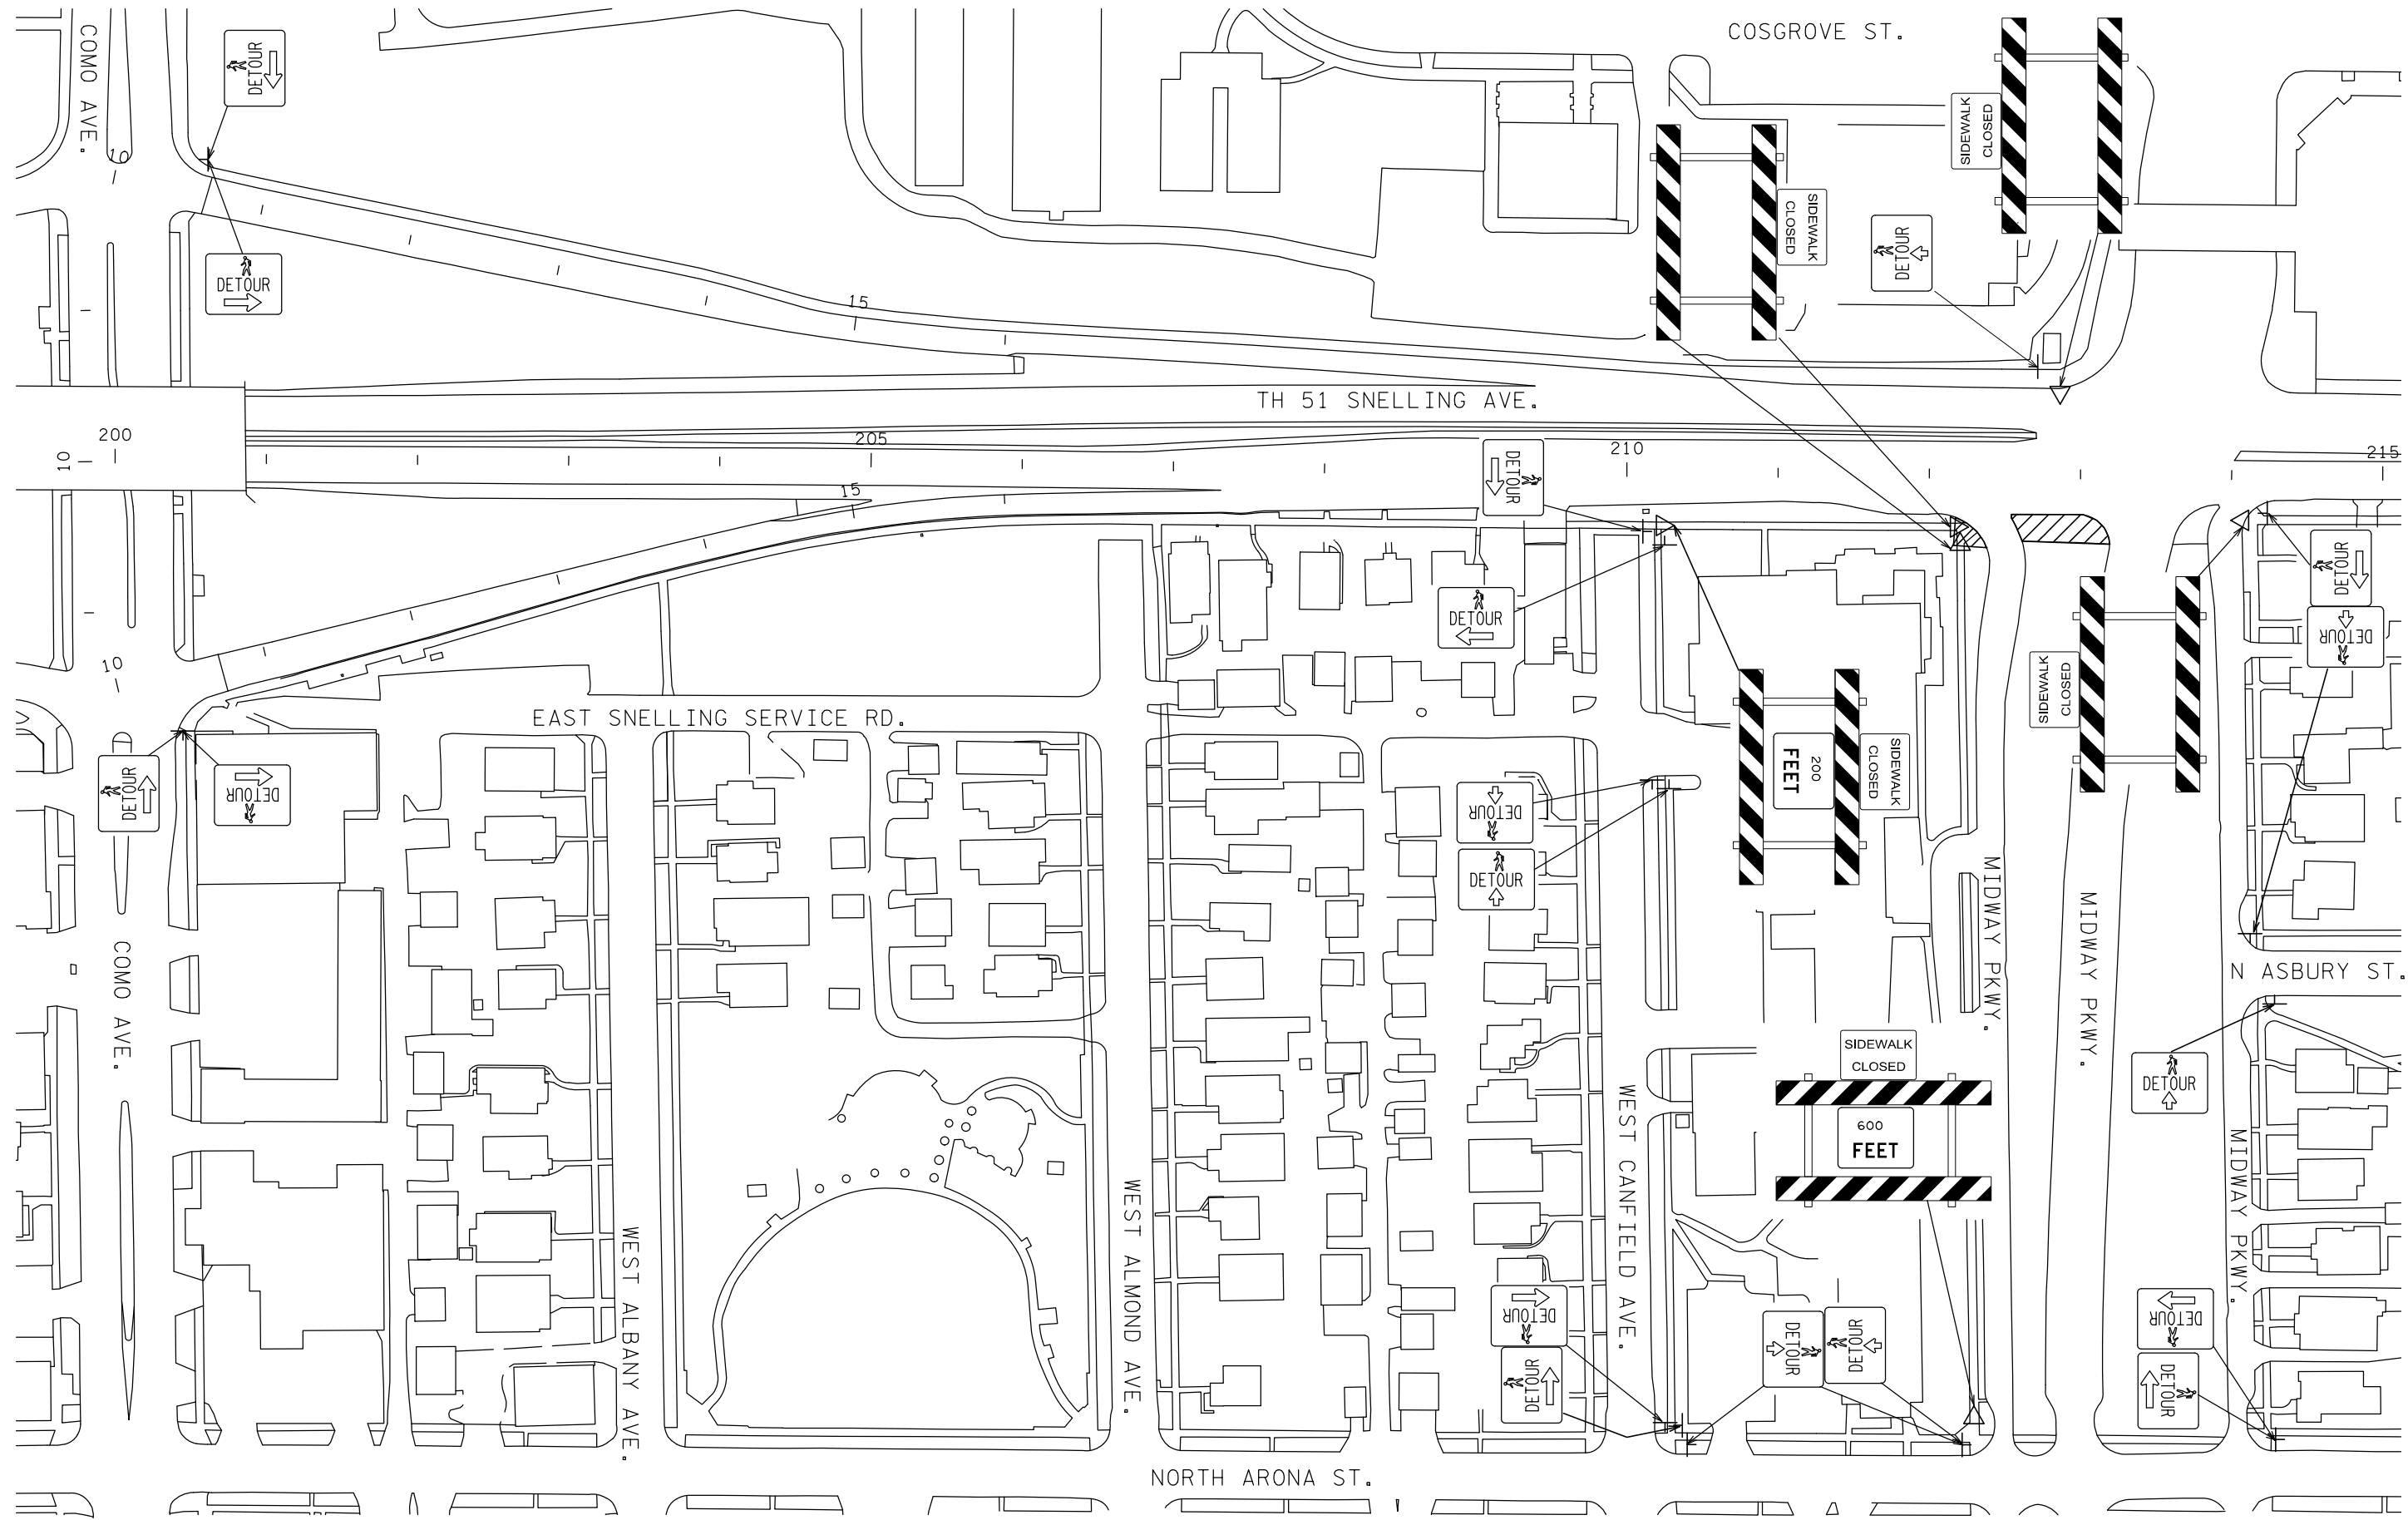 COMO AVE.
DETOUR
COSGROVE ST.
SIDEWALK
CLOSED
10
DETOUR
SIDEWALK
CLOSED
DETOUR
15
TH 51 SNELLING AVE.
200
205
210
215
10
DETOUR
15
DETOUR
DETOUR
DETOUR
10
EAST SNELLING SERVICE RD.
SIDEWALK
CLOSED
DETOUR
DETOUR
DETOUR
DETOUR
200
FEET
SIDEWALK
CLOSED
COMO AVE.
MIDWAY PKWY.
MIDWAY PKWY.
N ASBURY ST.
SIDEWALK
CLOSED
600
FEET
DETOUR
WEST ALBANY AVE.
WEST ALMOND AVE.
WEST CANFIELD AVE.
MIDWAY PKWY.
DETOUR
DETOUR
DETOUR
DETOUR
DETOUR
DETOUR
NORTH ARONA ST.